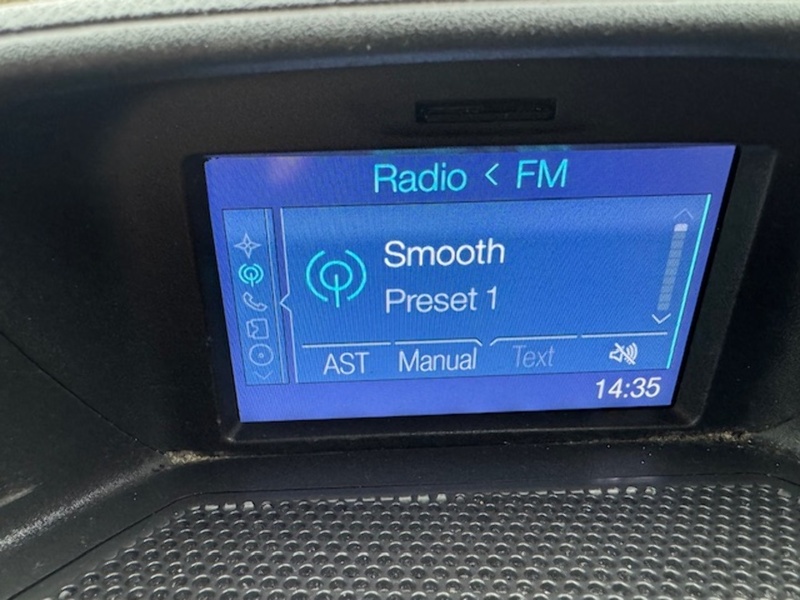 Radio < FM
Smooth
Preset 1
AST Manual Text
14:35